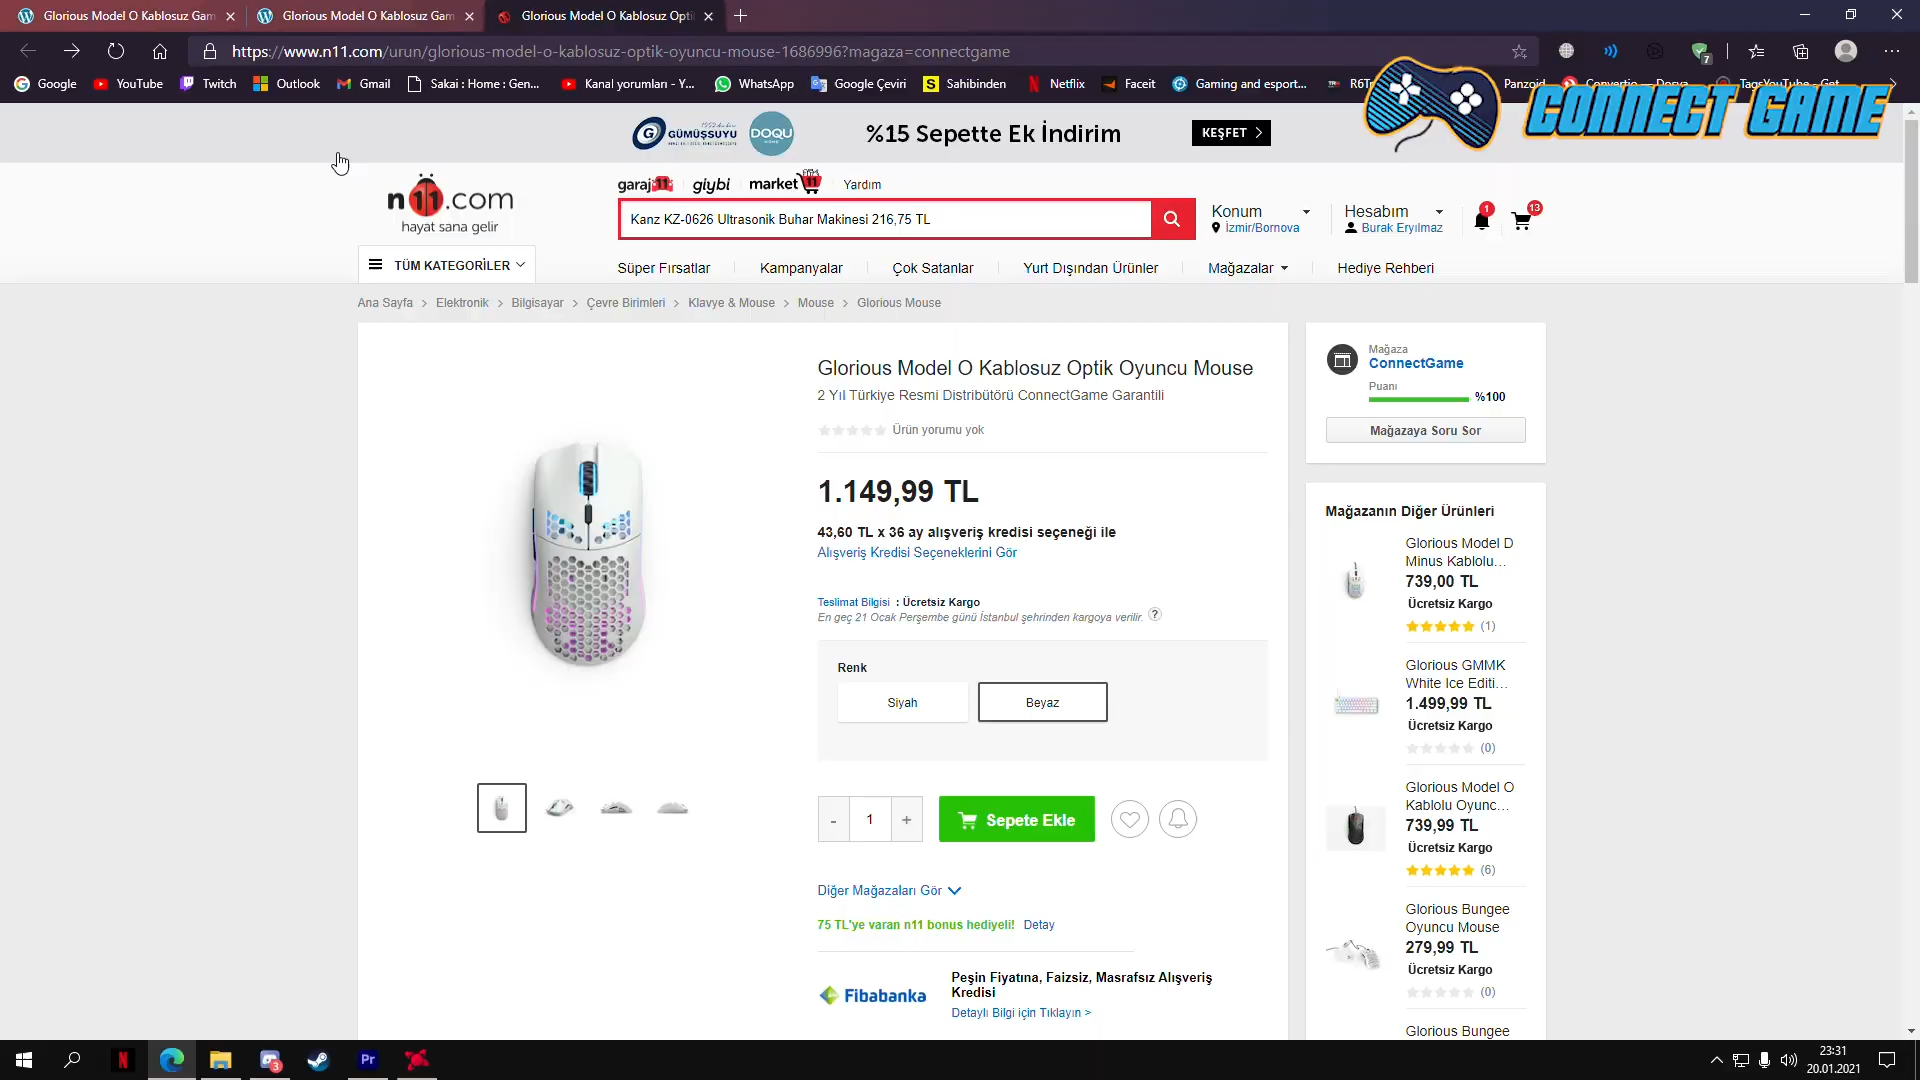 Glorious Model O Kablosuz Gam
Glorious Model O Kablosuz Gam
Glorious Model O Kablosuz Opti
https://www.n11.com/urun/glorious-model-o-kablosuz-optik-oyuncu-mouse-1686996?magaza=connectgame
7
Google
YouTube
Twitch
Outlook
Gmail
Sakai : Home : Gen...
Kanal yorumları - Y...
WhatsApp
Google Çeviri
Sahibinden
Netflix
Faceit
Gaming and esport...
Panzoid
CONNECT GAME
GÜMÜŞSUYU
DOQU
HOME
%15 Sepette Ek İndirim
KEŞFET
n11.com
hayat sana gelir
garaj11
giybi
market11
Yardım
Kanz KZ-0626 Ultrasonik Buhar Makinesi 216,75 TL
Konum
İzmir/Bornova
Hesabım
Burak Eryılmaz
1
13
TÜM KATEGORİLER
Süper Fırsatlar
Kampanyalar
Çok Satanlar
Yurt Dışından Ürünler
Mağazalar
Hediye Rehberi
Ana Sayfa > Elektronik > Bilgisayar > Çevre Birimleri > Klavye & Mouse > Mouse > Glorious Mouse
Glorious Model O Kablosuz Optik Oyuncu Mouse
2 Yıl Türkiye Resmi Distribütörü ConnectGame Garantili
Ürün yorumu yok
1.149,99 TL
43,60 TL x 36 ay alışveriş kredisi seçeneği ile
Alışveriş Kredisi Seçeneklerini Gör
Teslimat Bilgisi : Ücretsiz Kargo
En geç 21 Ocak Perşembe günü İstanbul şehrinden kargoya verilir. ?
Renk
Siyah
Beyaz
- 1 +
Sepete Ekle
Diğer Mağazaları Gör
75 TL'ye varan n11 bonus hediyeli! Detay
Fibabanka
Peşin Fiyatına, Faizsiz, Masrafsız Alışveriş
Kredisi
Detaylı Bilgi için Tıklayın >
Mağaza
ConnectGame
Puanı
%100
Mağazaya Soru Sor
Mağazanın Diğer Ürünleri
Glorious Model D
Minus Kablolu...
739,00 TL
Ücretsiz Kargo
(1)
Glorious GMMK
White Ice Editi...
1.499,99 TL
Ücretsiz Kargo
(0)
Glorious Model O
Kablolu Oyunc...
739,99 TL
Ücretsiz Kargo
(6)
Glorious Bungee
Oyuncu Mouse
279,99 TL
Ücretsiz Kargo
(0)
Glorious Bungee
N
3
Pr
23:31
20.01.2021